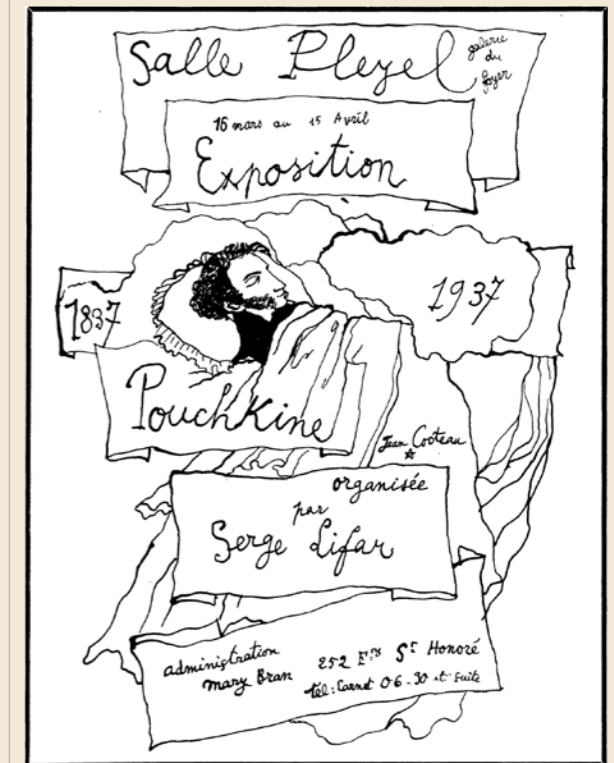 Salle Pleyel
galerie
du
foyer
16 mars au 15 Avril
Exposition
1837
1937
Pouchkine
Jean Cocteau
organisée
par
Serge Lifar
administration
mary Bran
252 Fg St Honoré
tél: Carnot 06-30 et suite